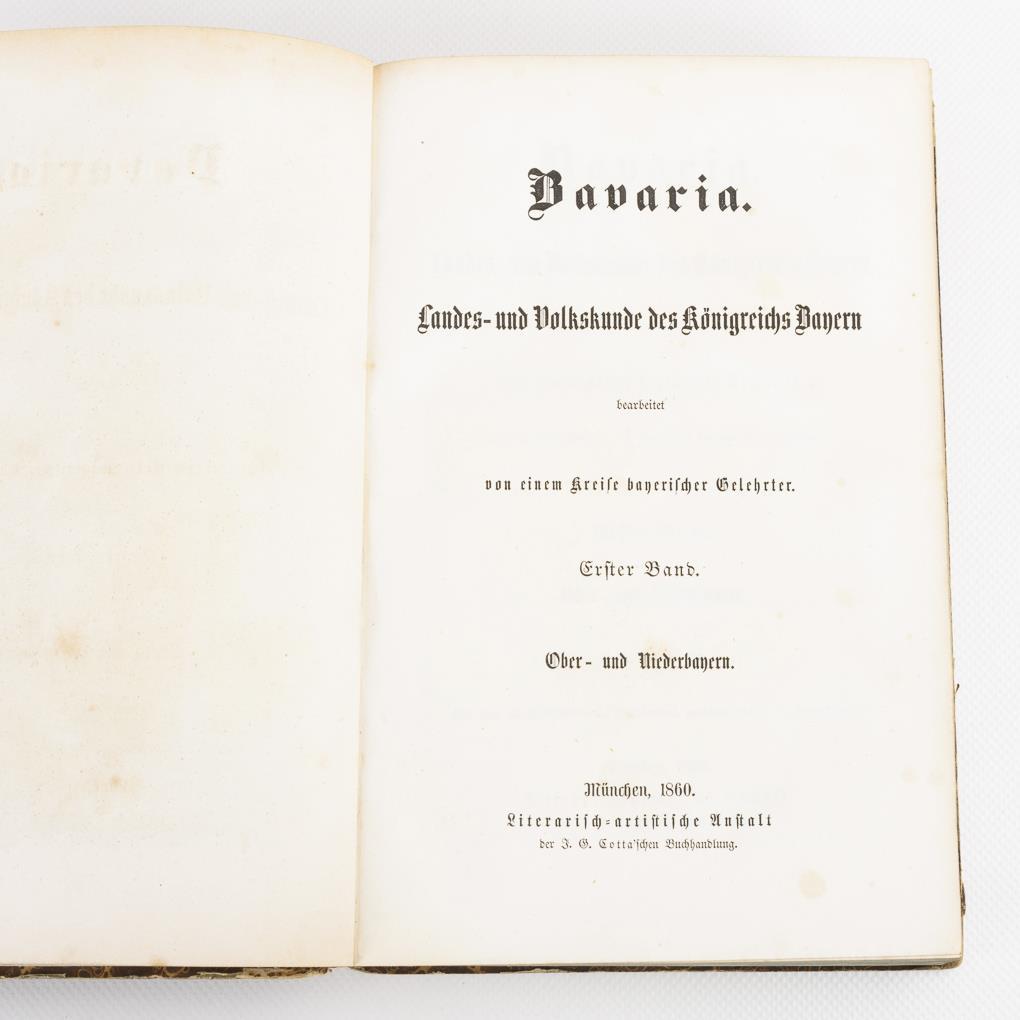 Bavaria.
Landes- und Volkskunde des Königreichs Bayern
bearbeitet
von einem Kreiſe bayeriſcher Gelehrter.
Erſter Band.
Ober- und Niederbayern.
München, 1860.
Literariſch-artiſtiſche Anſtalt
der J. G. Cotta'ſchen Buchhandlung.